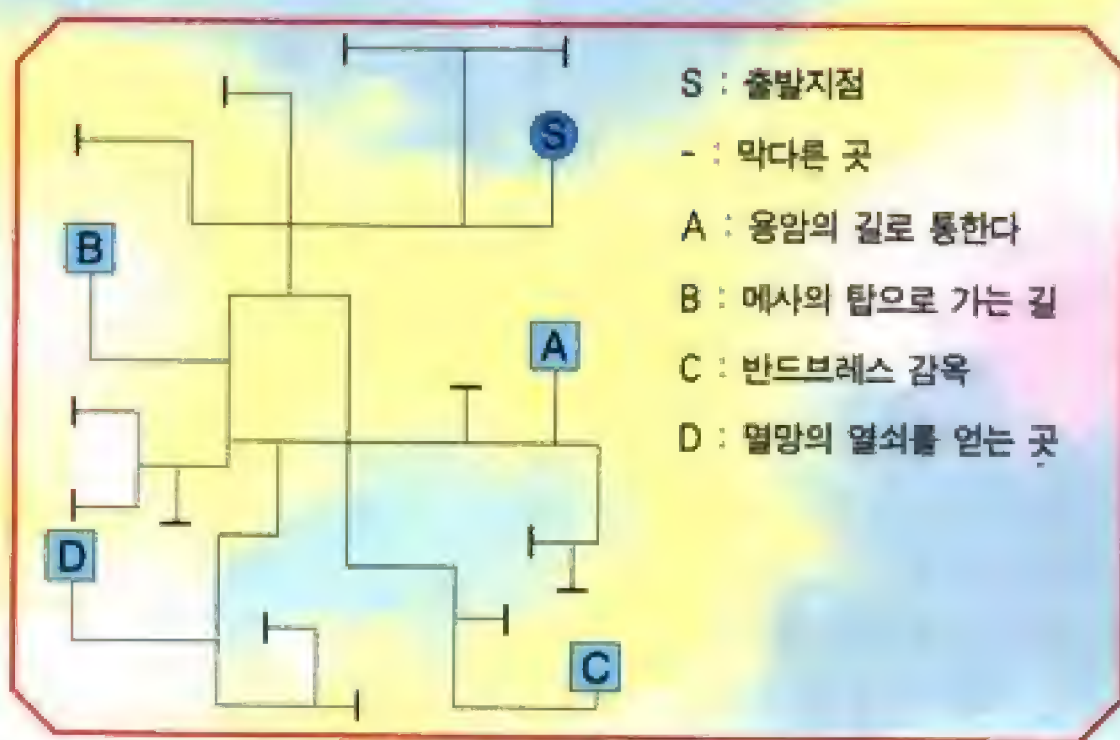 S : 출발지점
- : 막다른 곳
A : 용암의 길로 통한다
B : 메사의 탑으로 가는 길
C : 반드브레스 감옥
D : 멸망의 열쇠를 얻는 곳
S
B
A
D
C